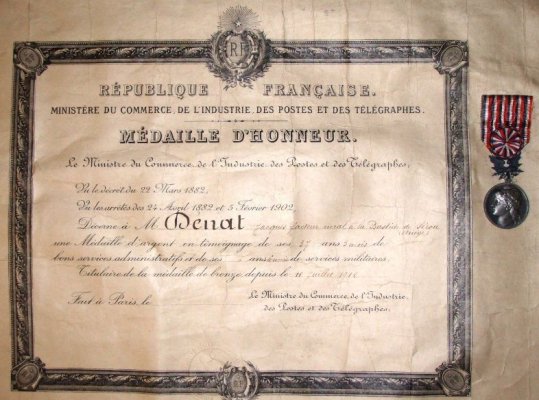 RF
RÉPUBLIQUE FRANÇAISE.
MINISTÈRE DU COMMERCE, DE L'INDUSTRIE, DES POSTES ET DES TÉLÉGRAPHES.
MÉDAILLE D'HONNEUR.
Le Ministre du Commerce, de l'Industrie, des Postes et des Télégraphes,
Vu le décret du 22 Mars 1882,
Vu les arrêtés des 24 Avril 1882 et 5 Février 1902,
Décerne à M. Denat Jacques facteur rural à la Bastide de Sérou
(Ariège)
une Médaille d'argent en témoignage de ses 37 années de
bons services administratifs et de ses années de services militaires.
Titulaire de la médaille de bronze depuis le Juillet
Fait à Paris, le
Le Ministre du Commerce, de l'Industrie,
des Postes et des Télégraphes,